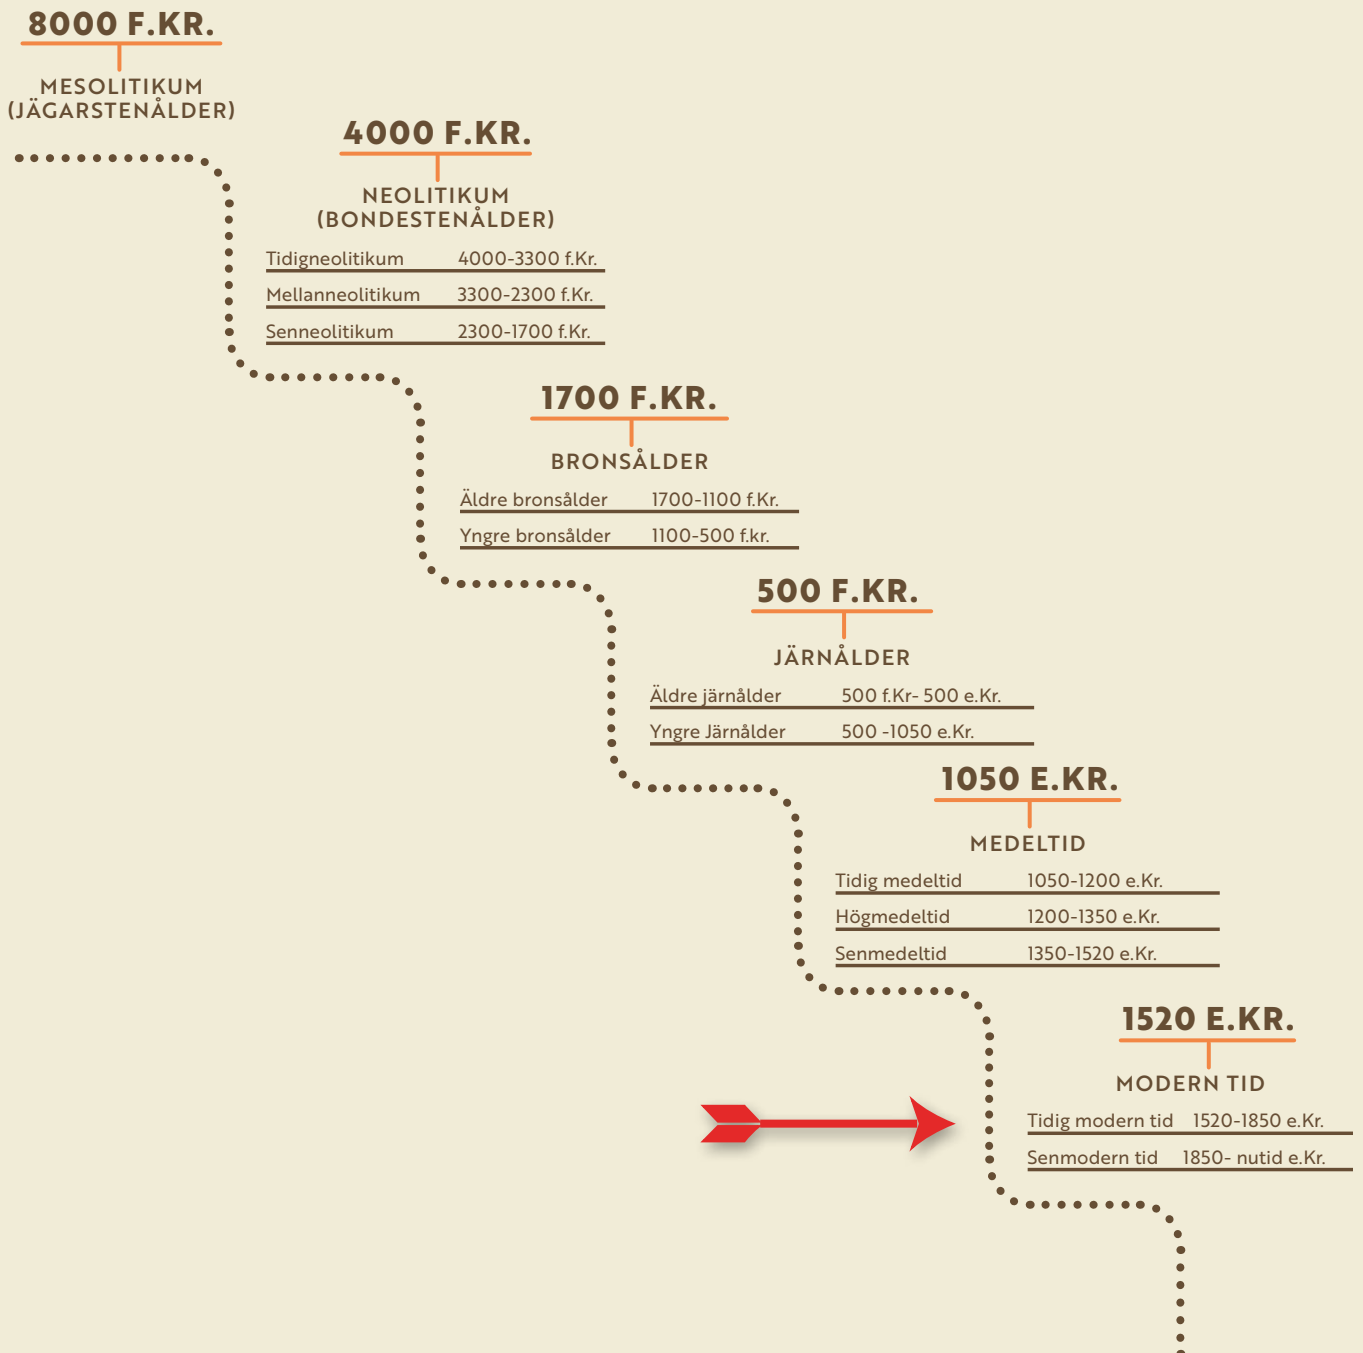 8000 F.KR.
MESOLITIKUM
(JÄGARSTENÅLDER)
4000 F.KR.
NEOLITIKUM
(BONDESTENÅLDER)
Tidigneolitikum 4000-3300 f.Kr.
Mellanneolitikum 3300-2300 f.Kr.
Senneolitikum 2300-1700 f.Kr.
1700 F.KR.
BRONSÅLDER
Äldre bronsålder 1700-1100 f.Kr.
Yngre bronsålder 1100-500 f.kr.
500 F.KR.
JÄRNÅLDER
Äldre järnålder 500 f.Kr- 500 e.Kr.
Yngre Järnålder 500 -1050 e.Kr.
1050 E.KR.
MEDELTID
Tidig medeltid 1050-1200 e.Kr.
Högmedeltid 1200-1350 e.Kr.
Senmedeltid 1350-1520 e.Kr.
1520 E.KR.
MODERN TID
Tidig modern tid 1520-1850 e.Kr.
Senmodern tid 1850- nutid e.Kr.